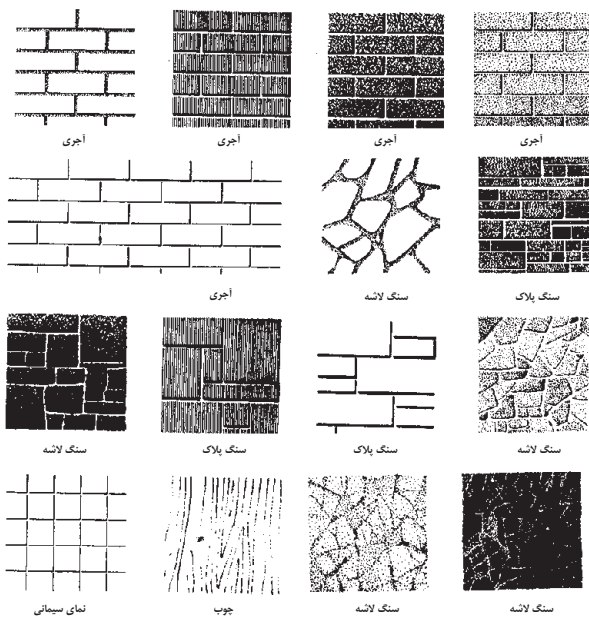 آجری
آجری
آجری
آجری
سنگ پلاک
سنگ لاشه
آجری
سنگ لاشه
سنگ پلاک
سنگ پلاک
سنگ لاشه
سنگ لاشه
سنگ لاشه
چوب
نمای سیمانی